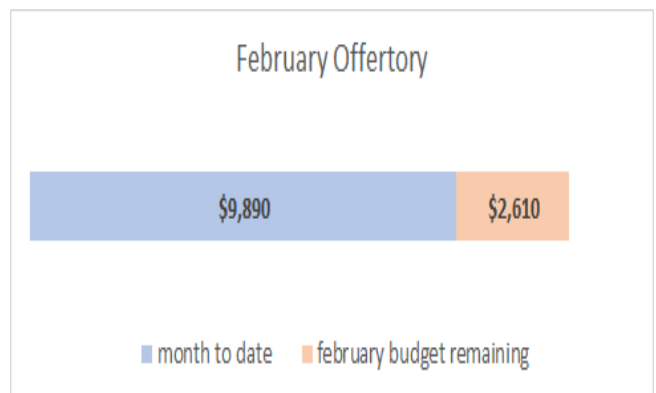 February Offertory
$9,890 $2,610
month to date february budget remaining